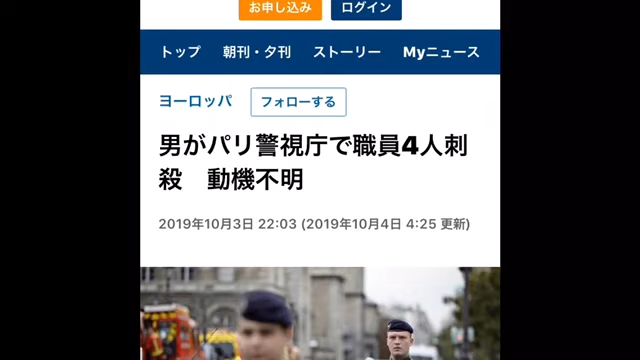 お申し込み ログイン
トップ 朝刊・夕刊 ストーリー Myニュース
ヨーロッパ フォローする
男がパリ警視庁で職員4人刺
殺 動機不明
2019年10月3日 22:03 (2019年10月4日 4:25 更新)